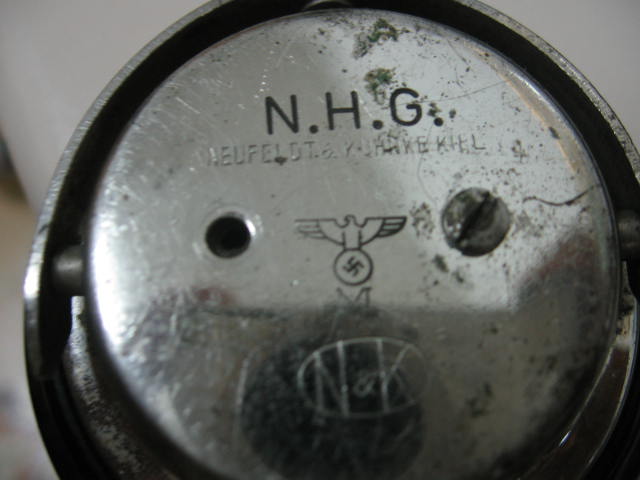 N.H.G.
NEUFELDT & KUHNKE KIEL
M
N&K